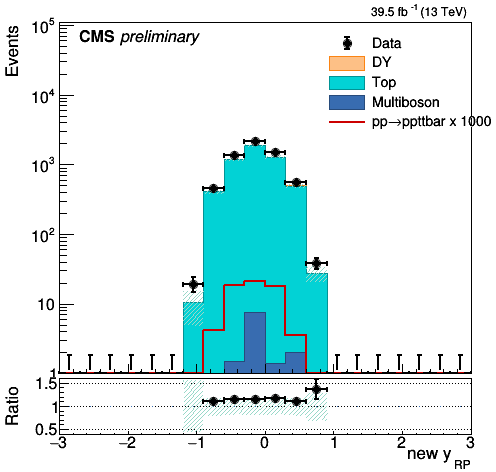 39.5 fb⁻¹ (13 TeV)
CMS preliminary
Events
10⁵
10⁴
10³
10²
10
1
Data
DY
Top
Multiboson
pp→ppttbar x 1000
Ratio
1.5
1
0.5
−3 −2 −1 0 1 2 3
new y_RP